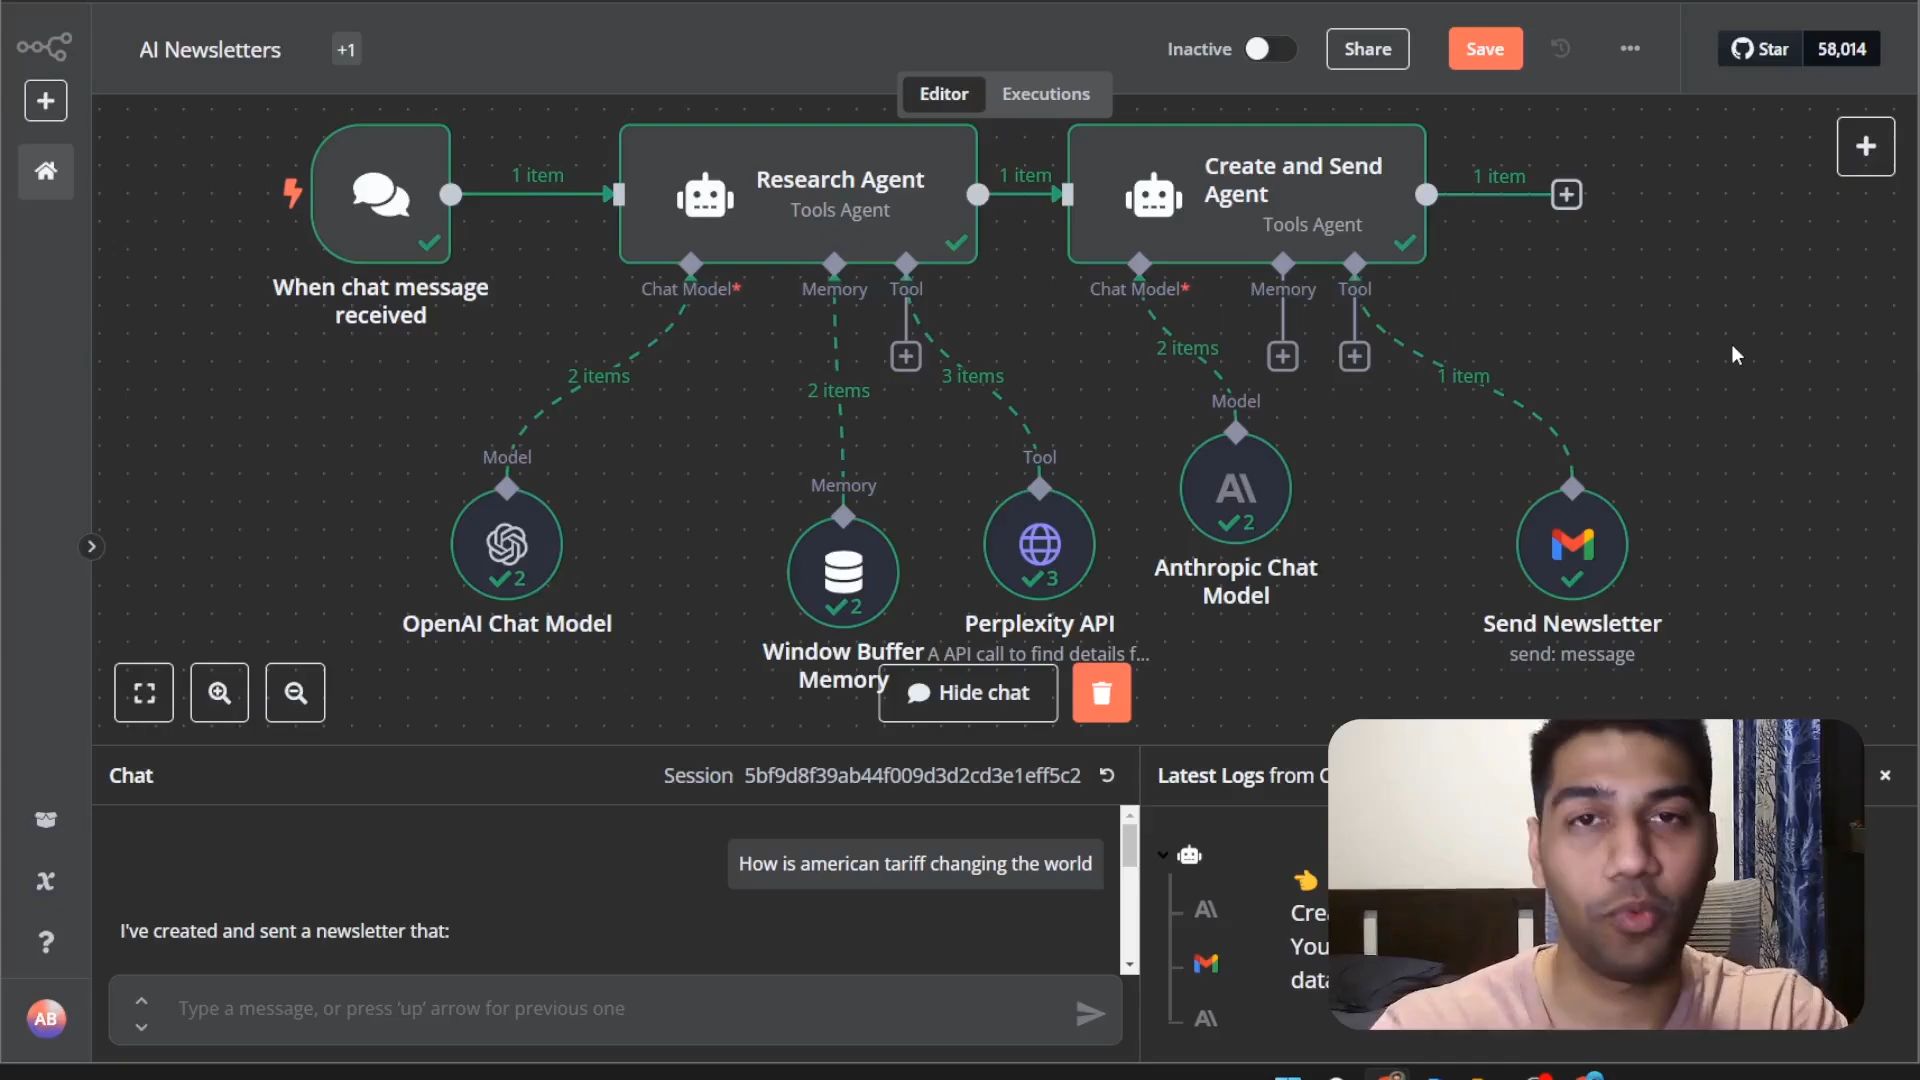 AI Newsletters
+1
Inactive
Share
Save
Star
58,014
Editor
Executions
1 item
Research Agent
Tools Agent
1 item
Create and Send
Agent
Tools Agent
1 item
When chat message
received
Chat Model*
Memory
Tool
Chat Model*
Memory
Tool
2 items
2 items
3 items
2 items
1 item
Model
Memory
Tool
Model
2
2
3
2
OpenAI Chat Model
Window Buffer
Memory
Perplexity API
A API call to find details f...
Anthropic Chat
Model
Send Newsletter
send: message
Hide chat
Chat
Session 5bf9d8f39ab44f009d3d2cd3e1eff5c2
Latest Logs from C
How is american tariff changing the world
I've created and sent a newsletter that:
Type a message, or press ‘up’ arrow for previous one
Cre
You
data
AB